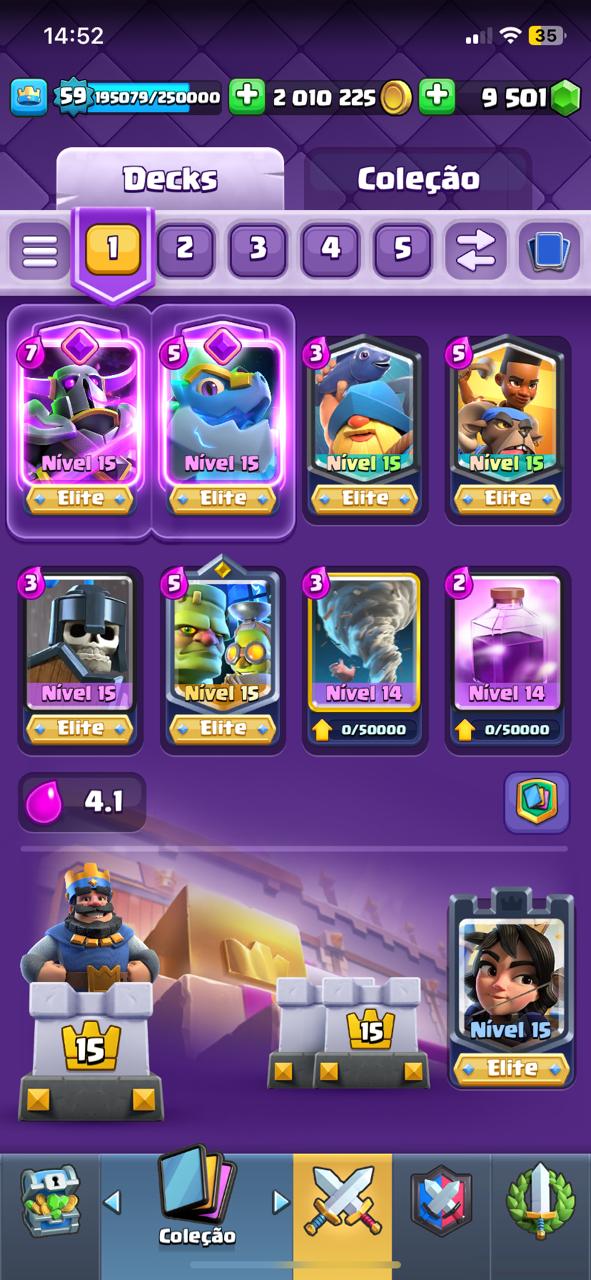 14:52
35
59 195079/250000
2 010 225
9 501
Decks
Coleção
1 2 3 4 5
7 5 3 5
Nível 15 Nível 15 Nível 15 Nível 15
Elite Elite Elite Elite
3 5 3 2
Nível 15 Nível 15 Nível 14 Nível 14
Elite Elite 0/50000 0/50000
4.1
15
15
Nível 15
Elite
Coleção